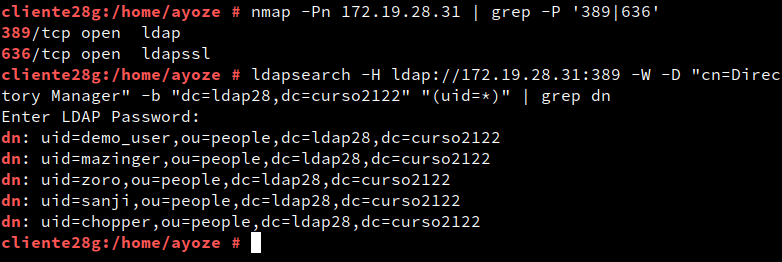 cliente28g:/home/ayoze # nmap -Pn 172.19.28.31 | grep -P '389|636'
389/tcp open  ldap
636/tcp open  ldapssl
cliente28g:/home/ayoze # ldapsearch -H ldap://172.19.28.31:389 -W -D "cn=Direc
tory Manager" -b "dc=ldap28,dc=curso2122" "(uid=*)" | grep dn
Enter LDAP Password:
dn: uid=demo_user,ou=people,dc=ldap28,dc=curso2122
dn: uid=mazinger,ou=people,dc=ldap28,dc=curso2122
dn: uid=zoro,ou=people,dc=ldap28,dc=curso2122
dn: uid=sanji,ou=people,dc=ldap28,dc=curso2122
dn: uid=chopper,ou=people,dc=ldap28,dc=curso2122
cliente28g:/home/ayoze #